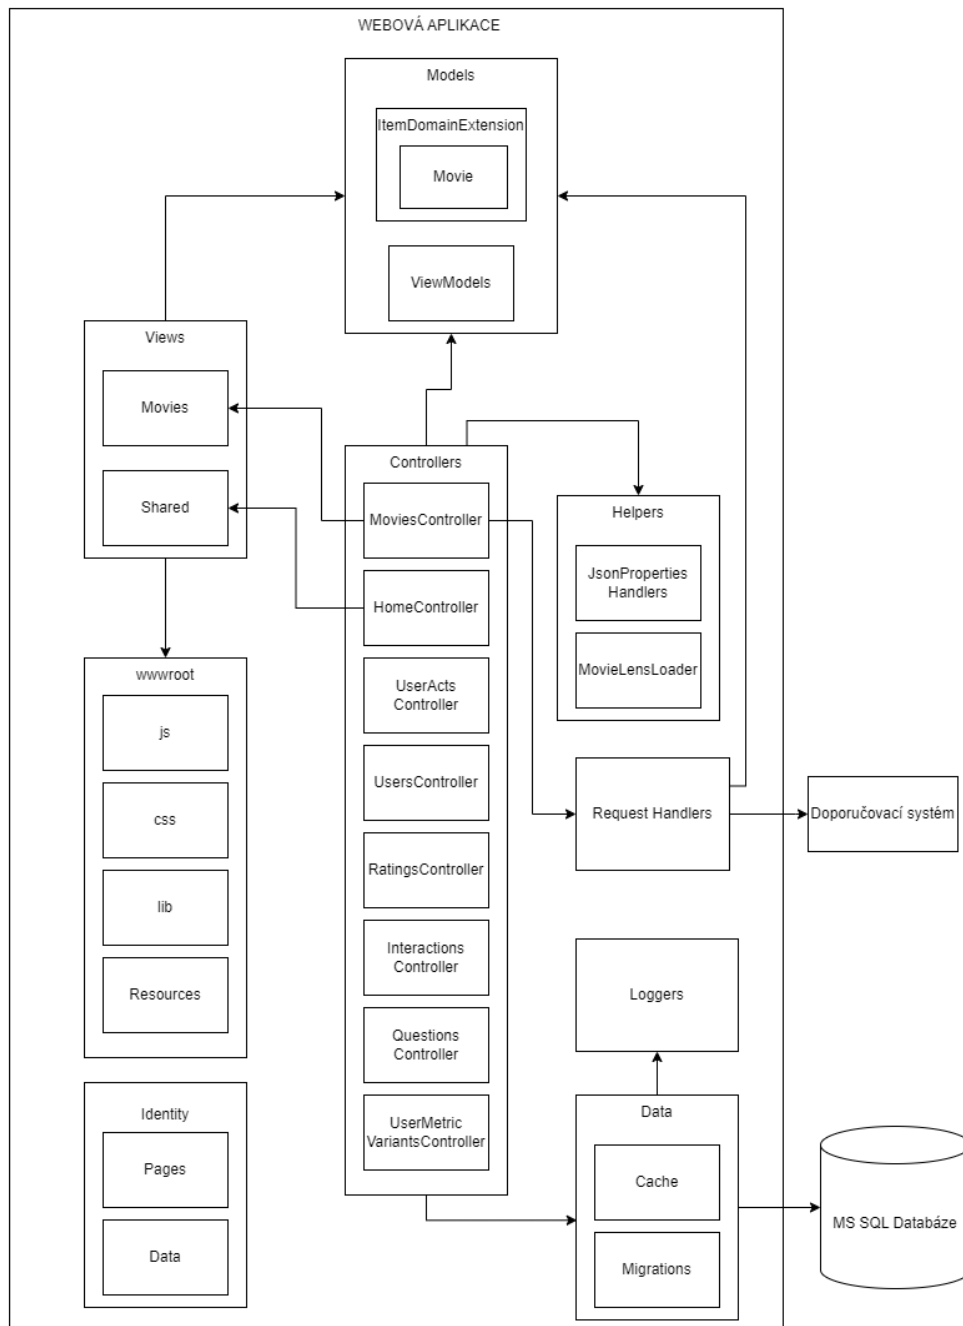 WEBOVÁ APLIKACE
Models
ItemDomainExtension
Movie
ViewModels
Views
Movies
Shared
Controllers
MoviesController
HomeController
UserActs
Controller
UsersController
RatingsController
Interactions
Controller
Questions
Controller
UserMetric
VariantsController
Helpers
JsonProperties
Handlers
MovieLensLoader
wwwroot
js
css
lib
Resources
Request Handlers
Doporučovací systém
Loggers
Identity
Pages
Data
Data
Cache
Migrations
MS SQL Databáze